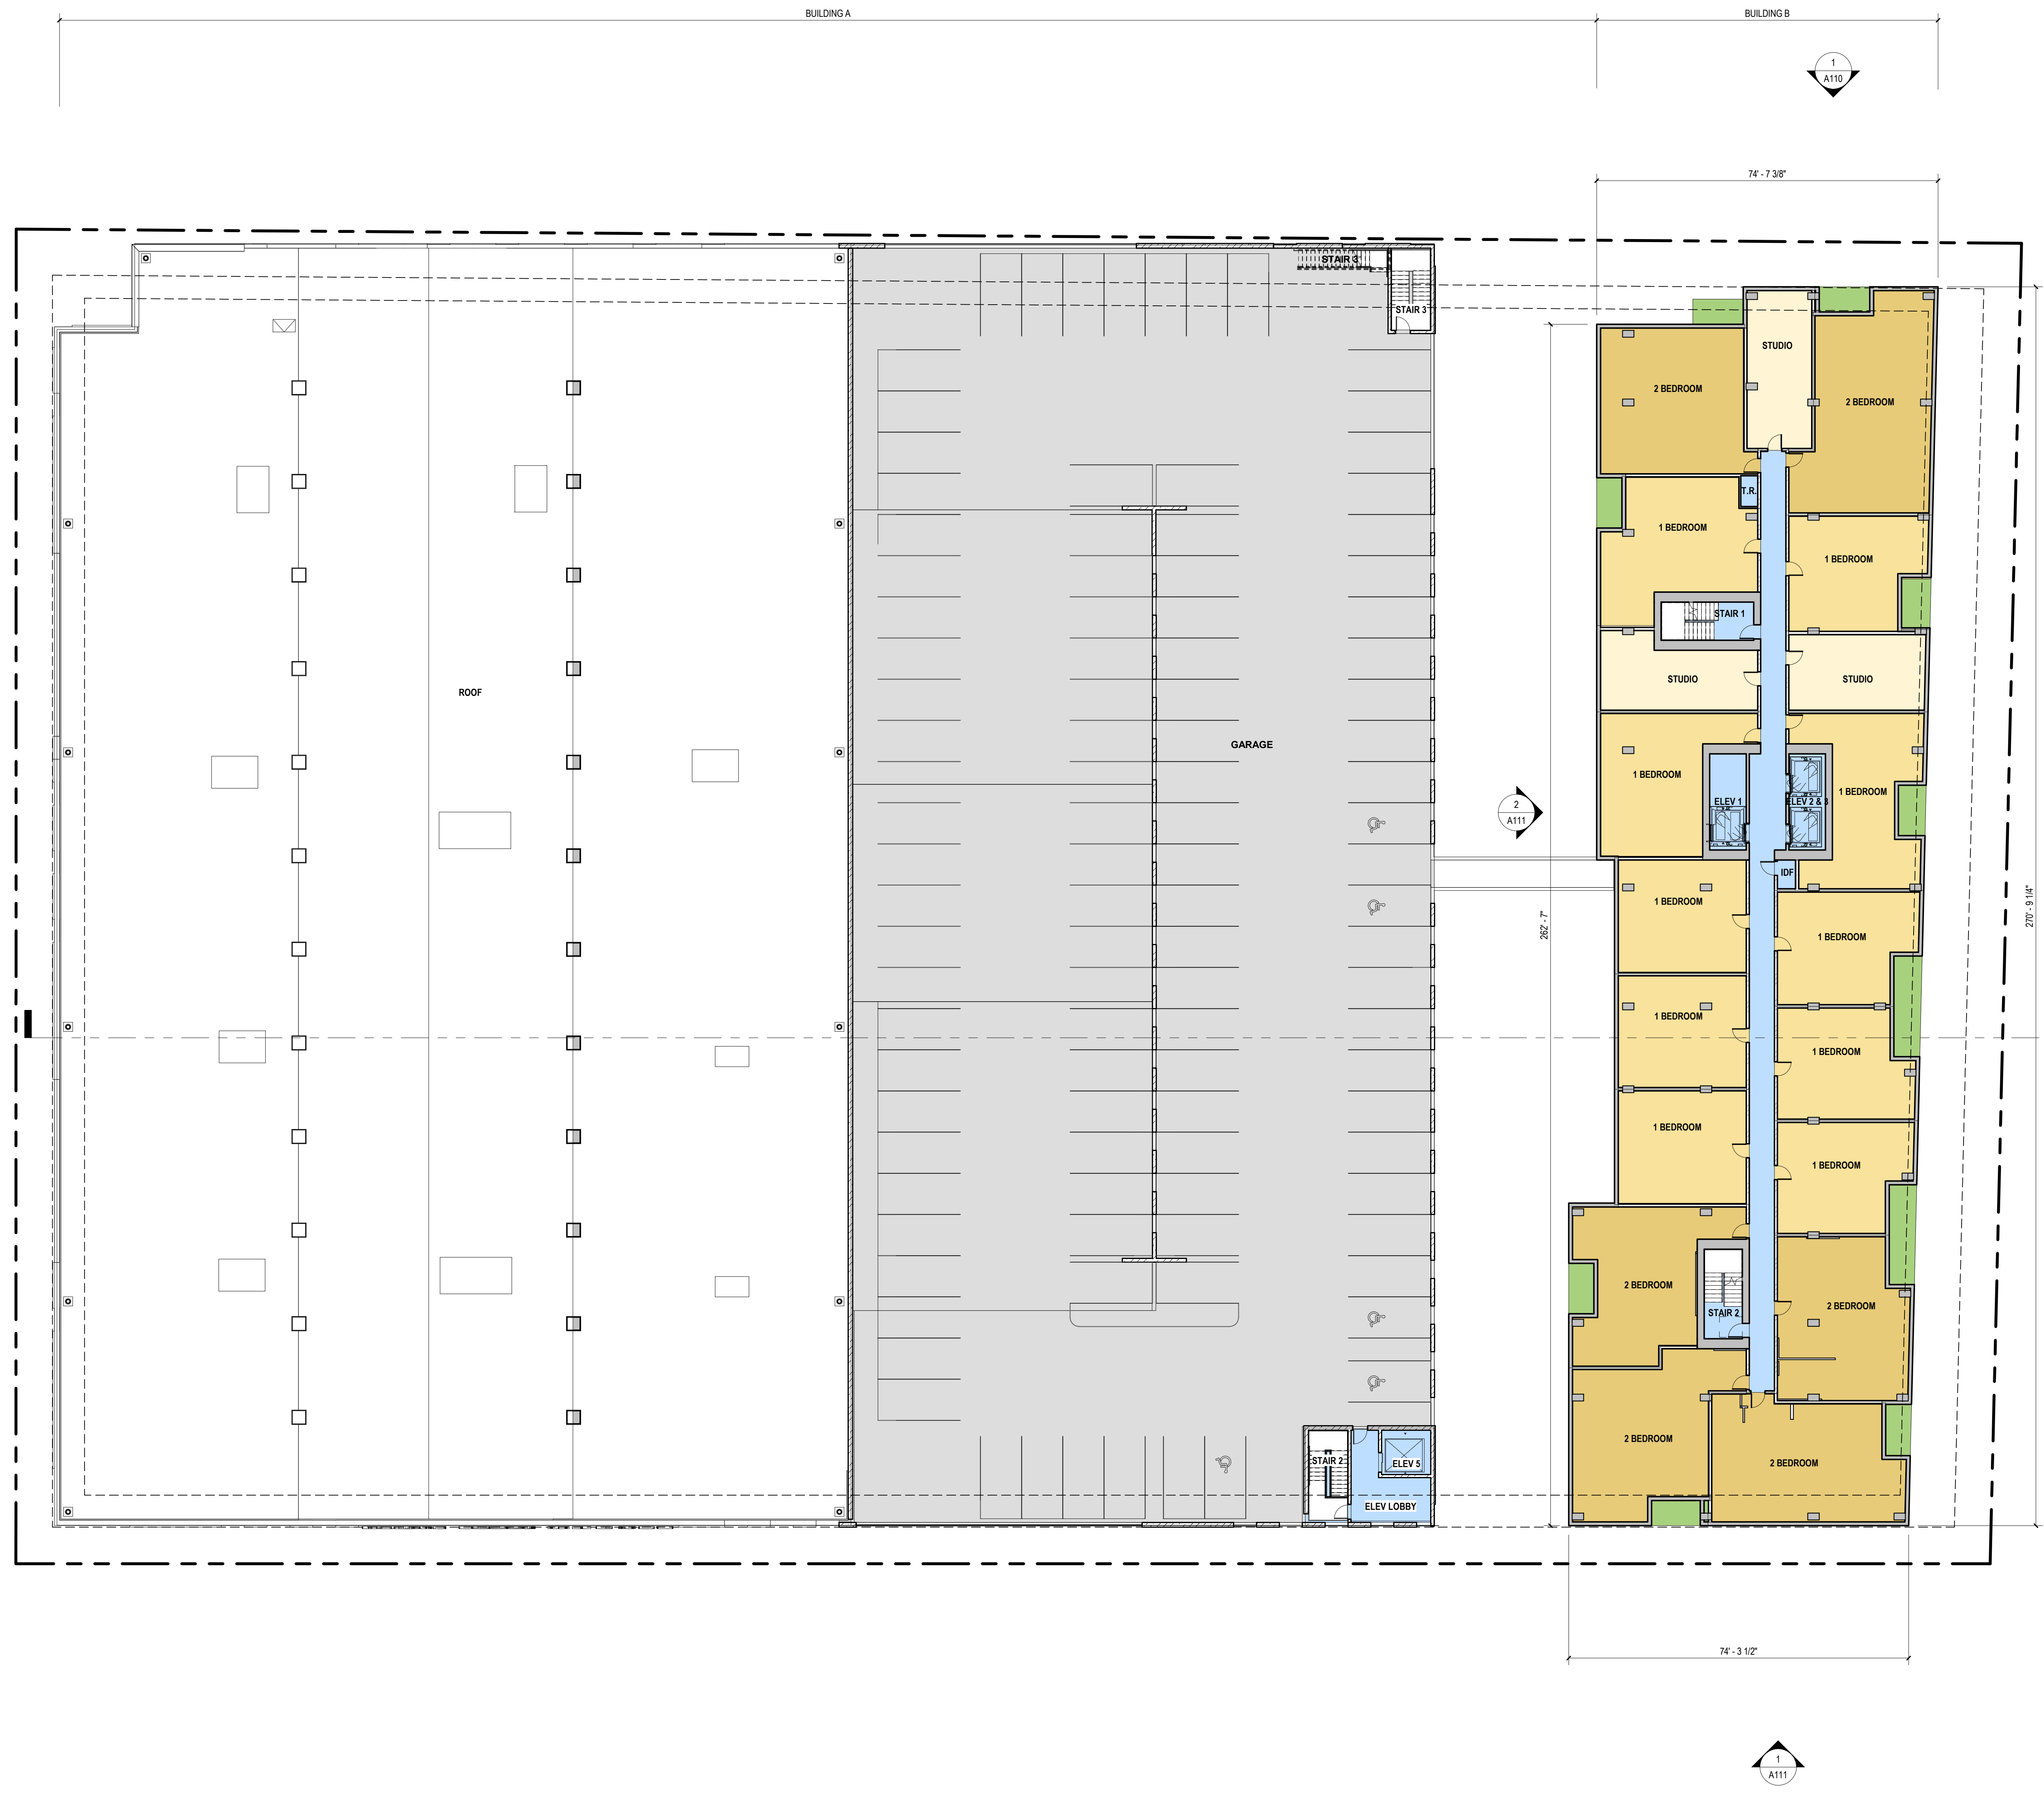 BUILDING A
BUILDING B
1
A110
74' - 7 3/8"
STAIR 3
STAIR 3
STUDIO
2 BEDROOM
2 BEDROOM
T.R.
1 BEDROOM
1 BEDROOM
STAIR 1
STUDIO
STUDIO
ROOF
GARAGE
1 BEDROOM
1 BEDROOM
ELEV 1
ELEV 2 & 3
2
A111
IDF
1 BEDROOM
262' - 7"
270' - 9 1/4"
1 BEDROOM
1 BEDROOM
1 BEDROOM
1 BEDROOM
1 BEDROOM
2 BEDROOM
2 BEDROOM
STAIR 2
2 BEDROOM
2 BEDROOM
STAIR 2
ELEV 5
ELEV LOBBY
74' - 3 1/2"
1
A111